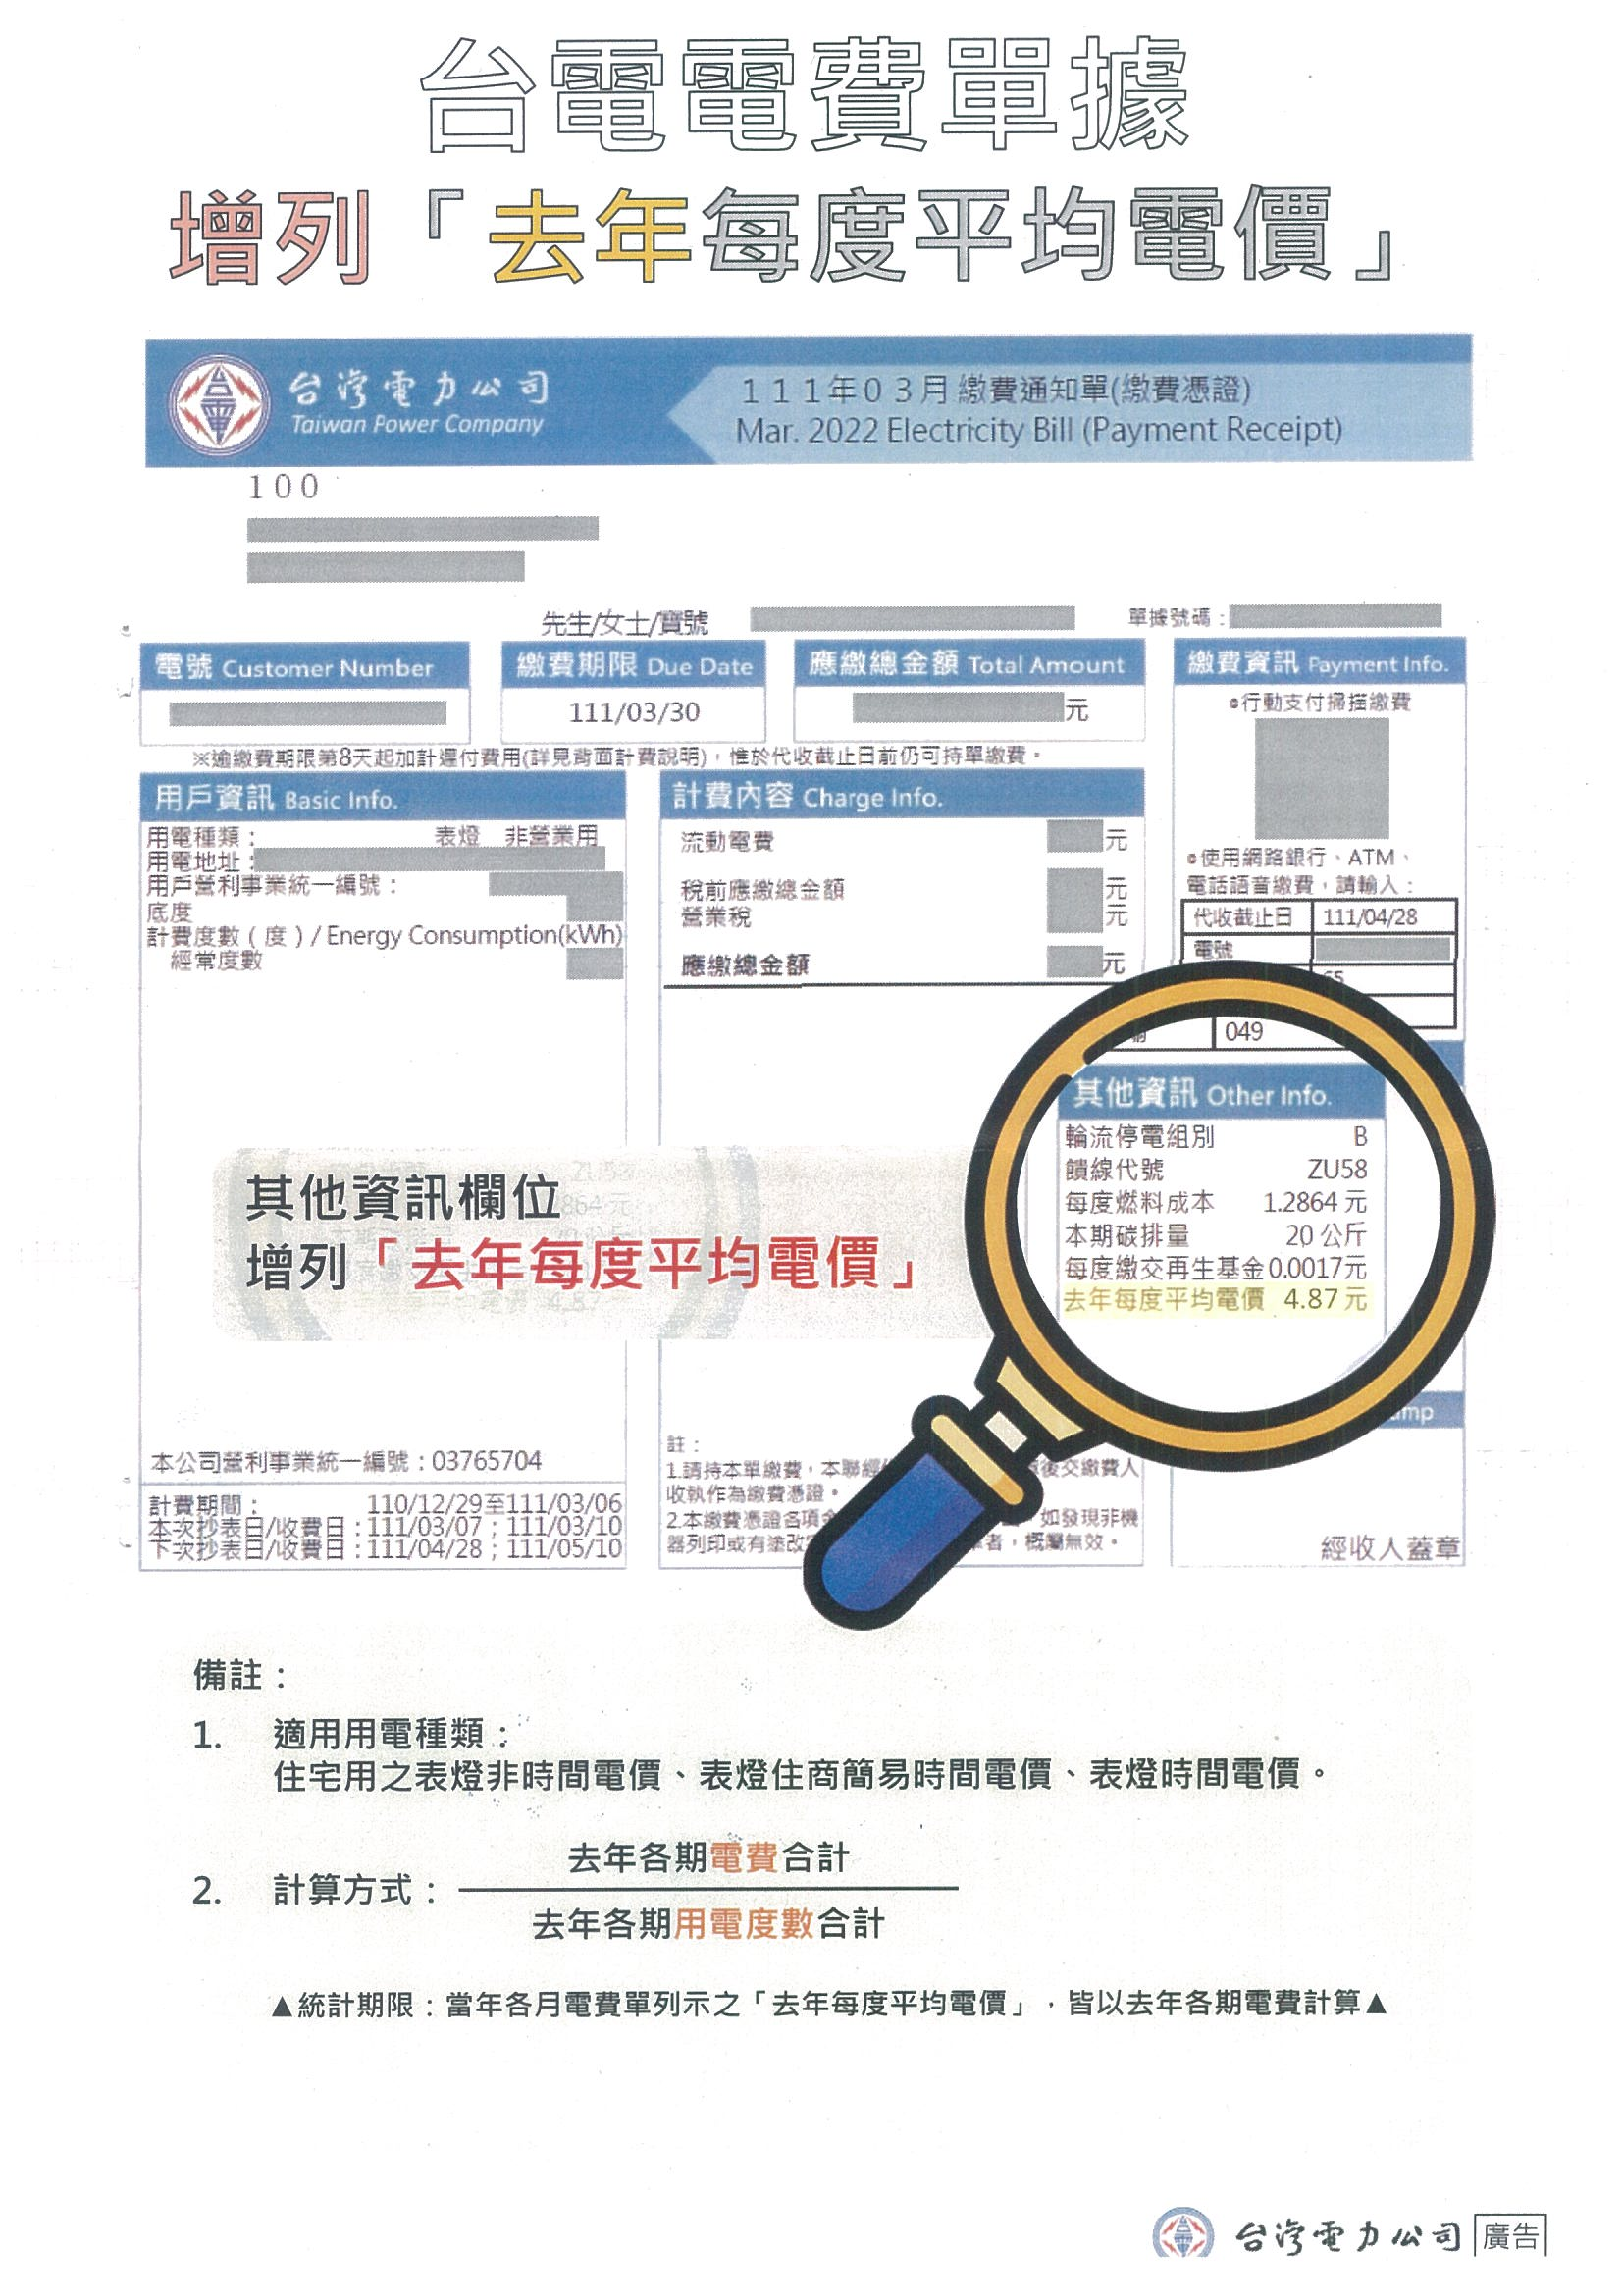 台電電費單據
增列「去年每度平均電價」
台灣電力公司
Taiwan Power Company
111年03月 繳費通知單(繳費憑證)
Mar. 2022 Electricity Bill (Payment Receipt)
100
先生/女士/寶號
單據號碼：
電號 Customer Number
繳費期限 Due Date
111/03/30
應繳總金額 Total Amount
元
繳費資訊 Payment Info.
●行動支付掃描繳費
※逾繳費期限第8天起加計遲付費用(詳見背面計費說明)，惟於代收截止日前仍可持單繳費。
用戶資訊 Basic Info.
用電種類： 表燈 非營業用
用電地址：
用戶營利事業統一編號：
底度
計費度數（度）/ Energy Consumption(kWh)
經常度數
計費內容 Charge Info.
流動電費 元
稅前應繳總金額 元
營業稅 元
應繳總金額 元
●使用網路銀行、ATM、
電話語音繳費，請輸入：
代收截止日 111/04/28
電號
65
049
其他資訊 Other Info.
輪流停電組別 B
饋線代號 ZU58
每度燃料成本 1.2864 元
本期碳排量 20 公斤
每度繳交再生基金 0.0017元
去年每度平均電價 4.87 元
其他資訊欄位
增列「去年每度平均電價」
本公司營利事業統一編號：03765704
計費期間： 110/12/29至111/03/06
本次抄表日/收費日：111/03/07；111/03/10
下次抄表日/收費日：111/04/28；111/05/10
註：
1.請持本單繳費，本聯經 後交繳費人
收執作為繳費憑證。
2.本繳費憑證各項 如發現非機
器列印或有塗改 者，概屬無效。
經收人蓋章
備註：
1. 適用用電種類：
住宅用之表燈非時間電價、表燈住商簡易時間電價、表燈時間電價。
2. 計算方式：
去年各期電費合計
去年各期用電度數合計
▲統計期限：當年各月電費單列示之「去年每度平均電價」，皆以去年各期電費計算▲
台灣電力公司 廣告